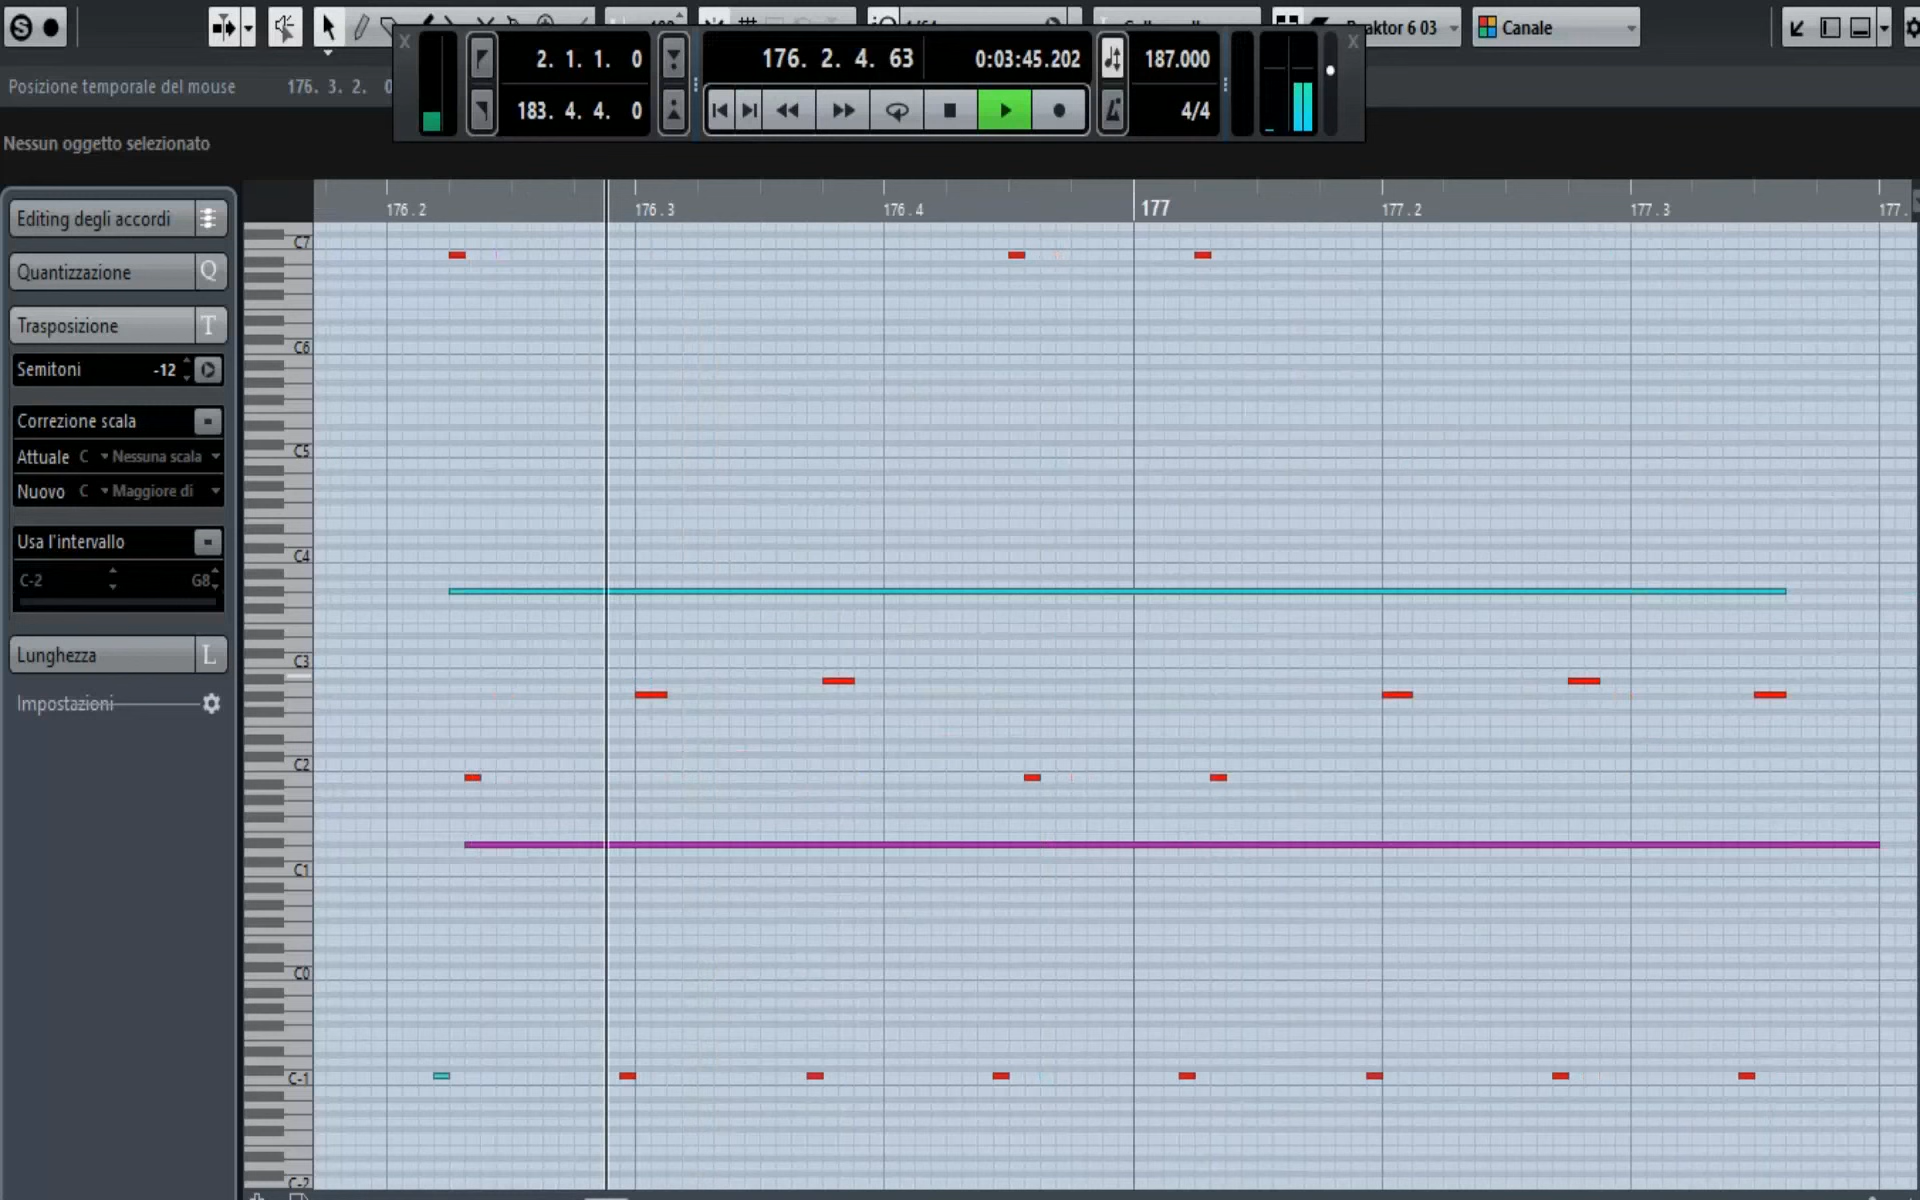 Reaktor 6 03
Canale
Posizione temporale del mouse 176. 3. 2. 0
2. 1. 1. 0
176. 2. 4. 63
0:03:45.202
187.000
183. 4. 4. 0
4/4
Nessun oggetto selezionato
176.2 176.3 176.4 177 177.2 177.3 177.
Editing degli accordi
Quantizzazione Q
Trasposizione T
Semitoni -12
Correzione scala
Attuale C Nessuna scala
Nuovo C Maggiore di
Usa l'intervallo
C-2 G8
Lunghezza L
Impostazioni
C7
C6
C5
C4
C3
C2
C1
C0
C-1
C-2